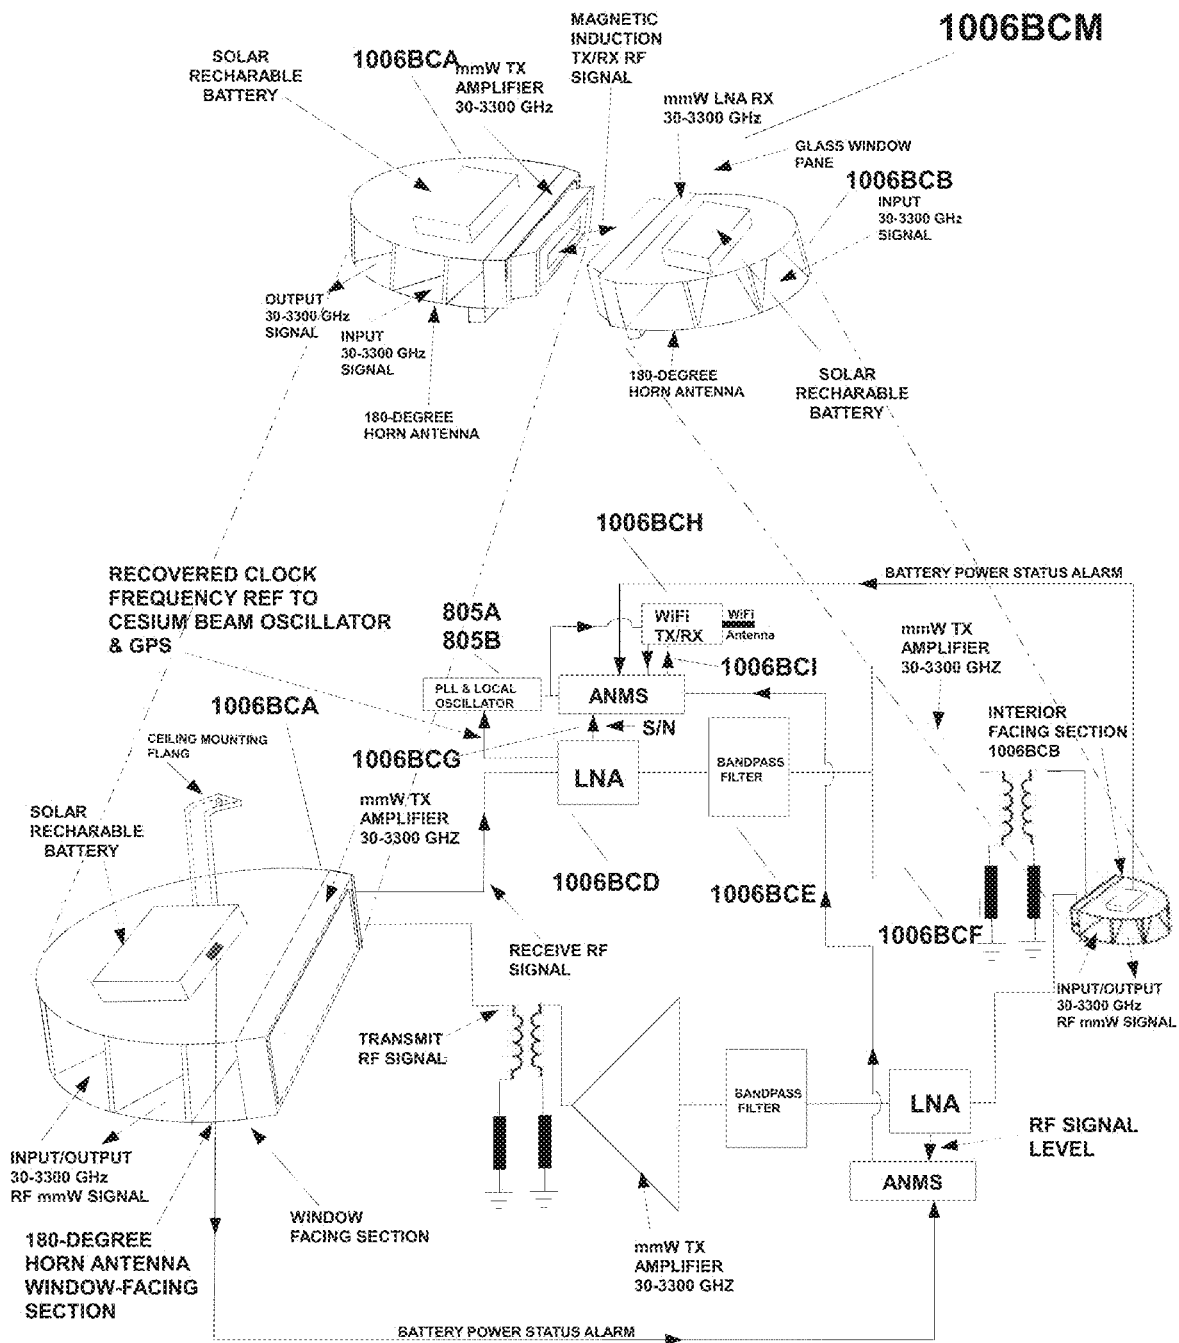 1006BCM
MAGNETIC
INDUCTION
TX/RX RF
SIGNAL
SOLAR
RECHARABLE
BATTERY
1006BCA
mmW TX
AMPLIFIER
30-3300 GHz
mmW LNA RX
30-3300 GHz
GLASS WINDOW
PANE
1006BCB
INPUT
30-3300 GHz
SIGNAL
OUTPUT
30-3300 GHz
SIGNAL
INPUT
30-3300 GHz
SIGNAL
180-DEGREE
HORN ANTENNA
180-DEGREE
HORN ANTENNA
SOLAR
RECHARABLE
BATTERY
1006BCH
RECOVERED CLOCK
FREQUENCY REF TO
CESIUM BEAM OSCILLATOR
& GPS
BATTERY POWER STATUS ALARM
805A
805B
WiFi
TX/RX
WiFi
Antenna
mmW TX
AMPLIFIER
30-3300 GHZ
1006BCI
PLL & LOCAL
OSCILLATOR
ANMS
1006BCA
S/N
INTERIOR
FACING SECTION
1006BCB
CEILING MOUNTING
FLANG
1006BCG
LNA
BANDPASS
FILTER
mmW TX
AMPLIFIER
30-3300 GHZ
SOLAR
RECHARABLE
BATTERY
1006BCD
1006BCE
1006BCF
RECEIVE RF
SIGNAL
INPUT/OUTPUT
30-3300 GHz
RF mmW SIGNAL
TRANSMIT
RF SIGNAL
BANDPASS
FILTER
LNA
RF SIGNAL
LEVEL
INPUT/OUTPUT
30-3300 GHz
RF mmW SIGNAL
ANMS
WINDOW
FACING SECTION
180-DEGREE
HORN ANTENNA
WINDOW-FACING
SECTION
mmW TX
AMPLIFIER
30-3300 GHZ
BATTERY POWER STATUS ALARM